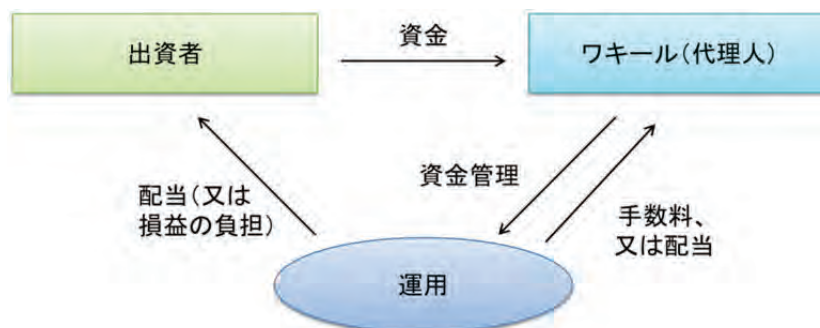 出資者
資金
ワキール(代理人)
配当(又は
損益の負担)
資金管理
手数料、
又は配当
運用